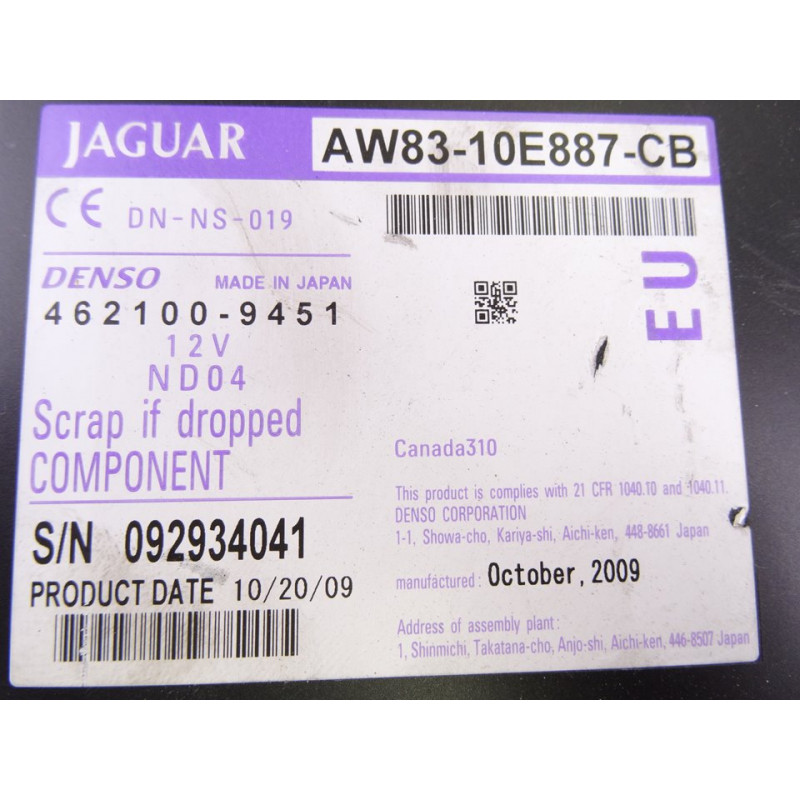 JAGUAR
AW83-10E887-CB
CE DN-NS-019
DENSO MADE IN JAPAN
462100-9451
12V
ND04
Scrap if dropped
COMPONENT
S/N 092934041
PRODUCT DATE 10/20/09
EU
Canada310
This product is complies with 21 CFR 1040.10 and 1040.11.
DENSO CORPORATION
1-1, Showa-cho, Kariya-shi, Aichi-ken, 448-8661 Japan
manufactured: October, 2009
Address of assembly plant:
1, Shinmichi, Takatana-cho, Anjo-shi, Aichi-ken, 446-8507 Japan